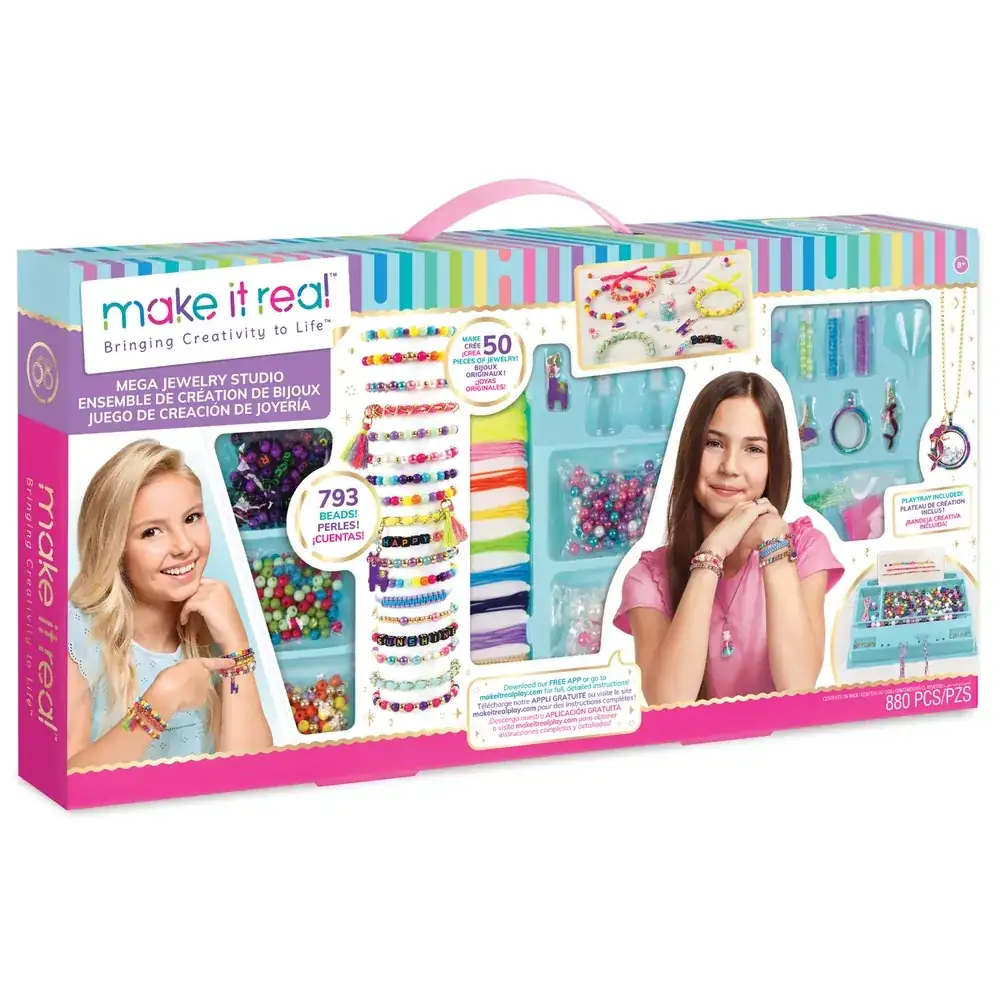 make it real™
Bringing Creativity to Life™
MEGA JEWELRY STUDIO
ENSEMBLE DE CRÉATION DE BIJOUX
JUEGO DE CREACIÓN DE JOYERÍA
make it real™
Bringing Creativity to Life™
793
BEADS!
PERLES!
¡CUENTAS!
MAKE
CRÉE
¡CREA
50
PIECES OF JEWELRY!
BIJOUX
ORIGINAUX!
JOYAS
ORIGINALES!
HAPPY
SUNSHINE
8+
PLAYTRAY INCLUDED!
PLATEAU DE CRÉATION
INCLUS!
¡BANDEJA CREATIVA
INCLUIDA!
Download our FREE APP or go to
makeitrealplay.com for full, detailed instructions!
Télécharge notre APPLI GRATUITE ou visite le site
makeitrealplay.com pour des instructions complètes!
¡Descarga nuestra APLICACIÓN GRATUITA
o visita makeitrealplay.com para obtener
instrucciones completas y detalladas!
880 PCS/PZS